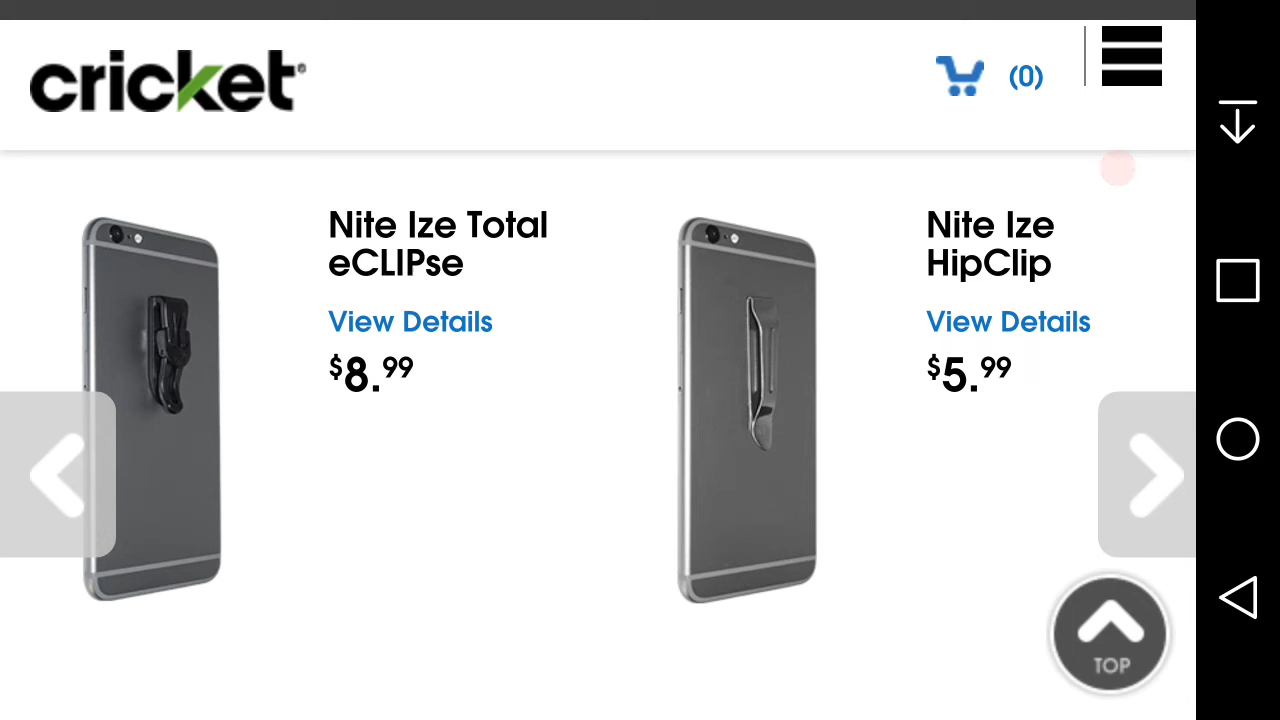 cricket
(0)
Nite Ize Total
eCLIPse
View Details
$8.99
Nite Ize
HipClip
View Details
$5.99
TOP